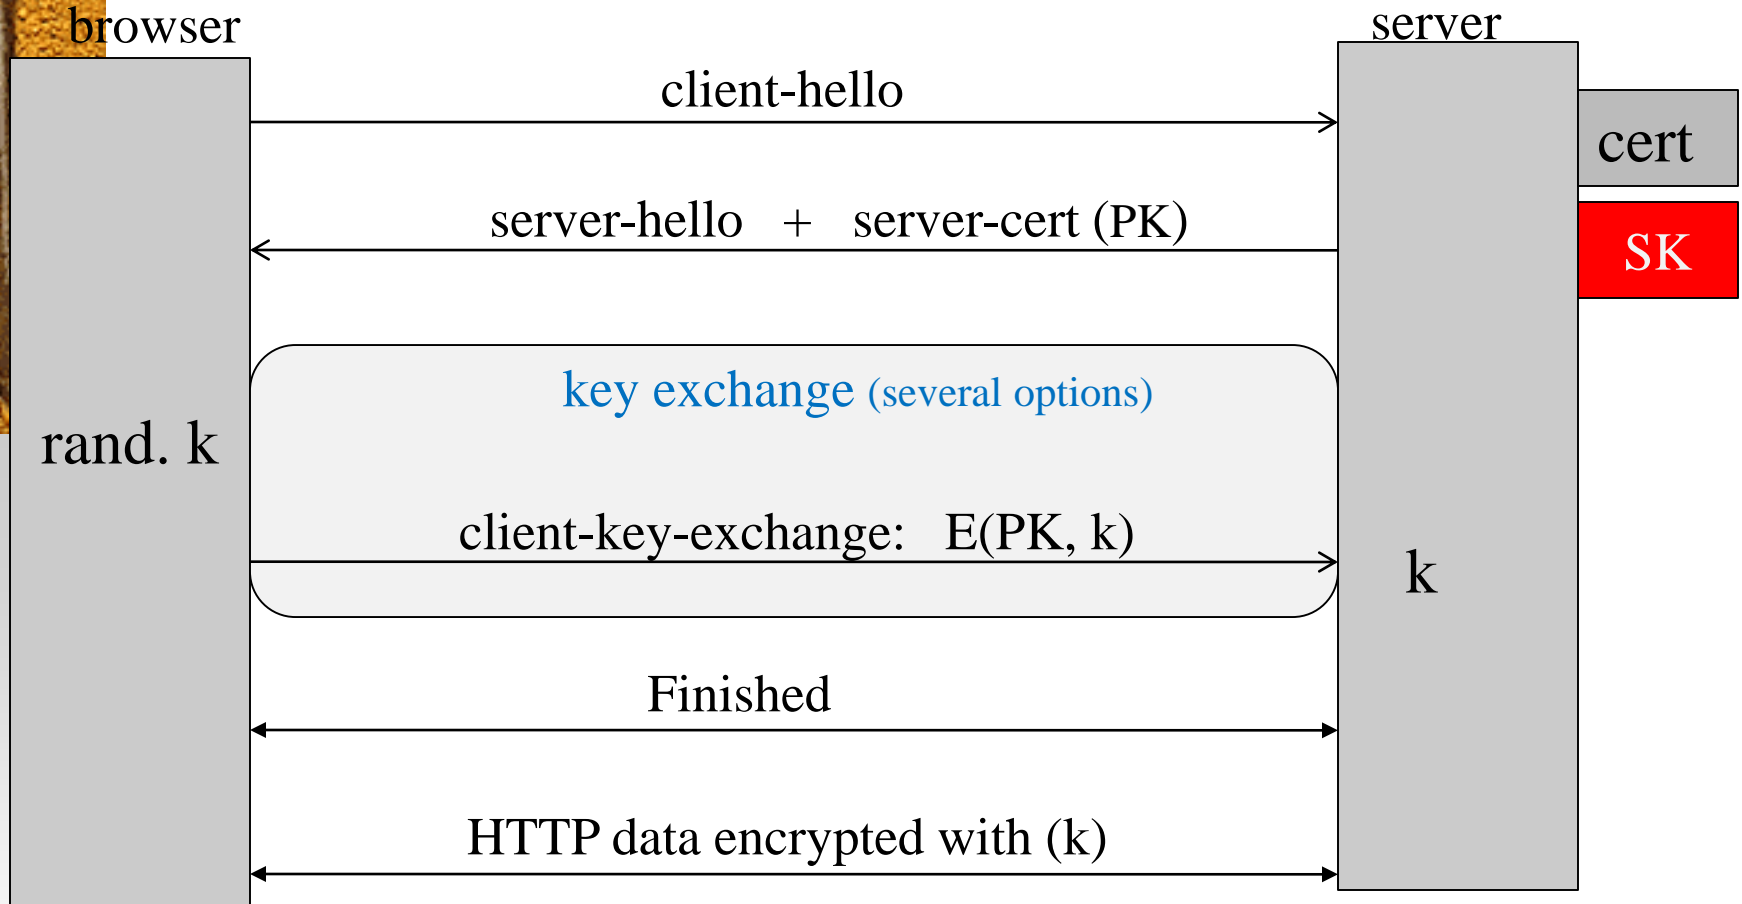 browser
server
client-hello
cert
server-hello + server-cert (PK)
SK
key exchange (several options)
rand. k
client-key-exchange: E(PK, k)
k
Finished
HTTP data encrypted with (k)